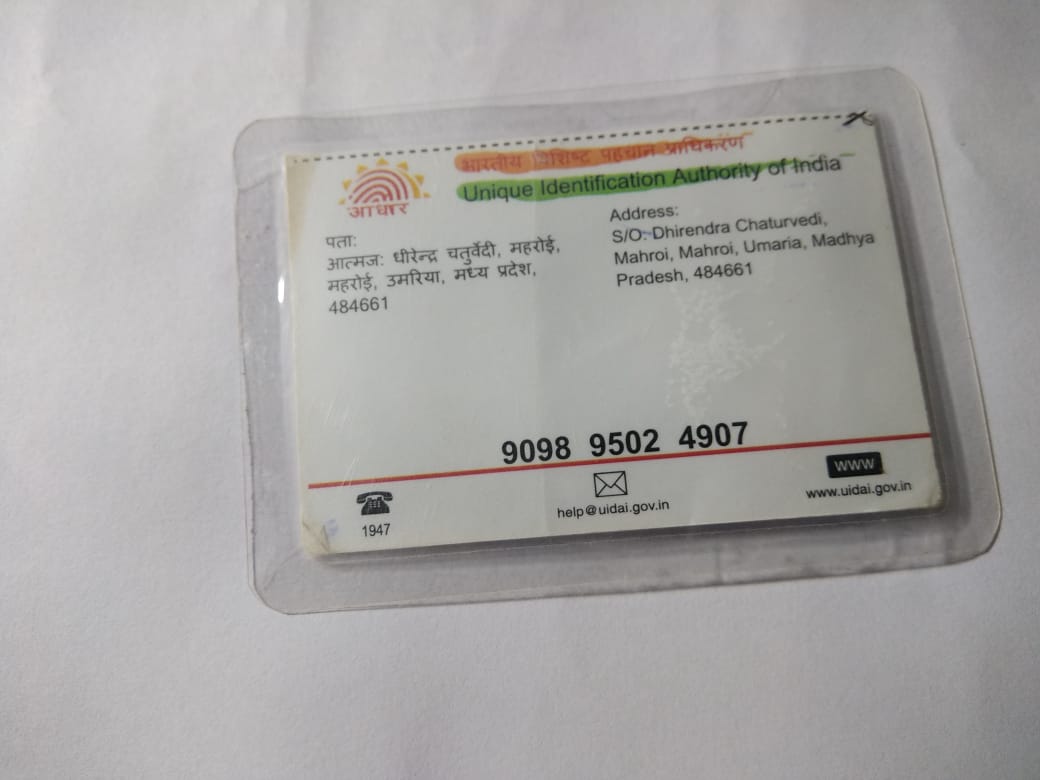 भारतीय विशिष्ट पहचान प्राधिकरण
Unique Identification Authority of India
आधार
पता:
आत्मज: धीरेन्द्र चतुर्वेदी, महरोई,
महरोई, उमरिया, मध्य प्रदेश,
484661
Address:
S/O: Dhirendra Chaturvedi,
Mahroi, Mahroi, Umaria, Madhya
Pradesh, 484661
9098 9502 4907
1947
help@uidai.gov.in
WWW
www.uidai.gov.in